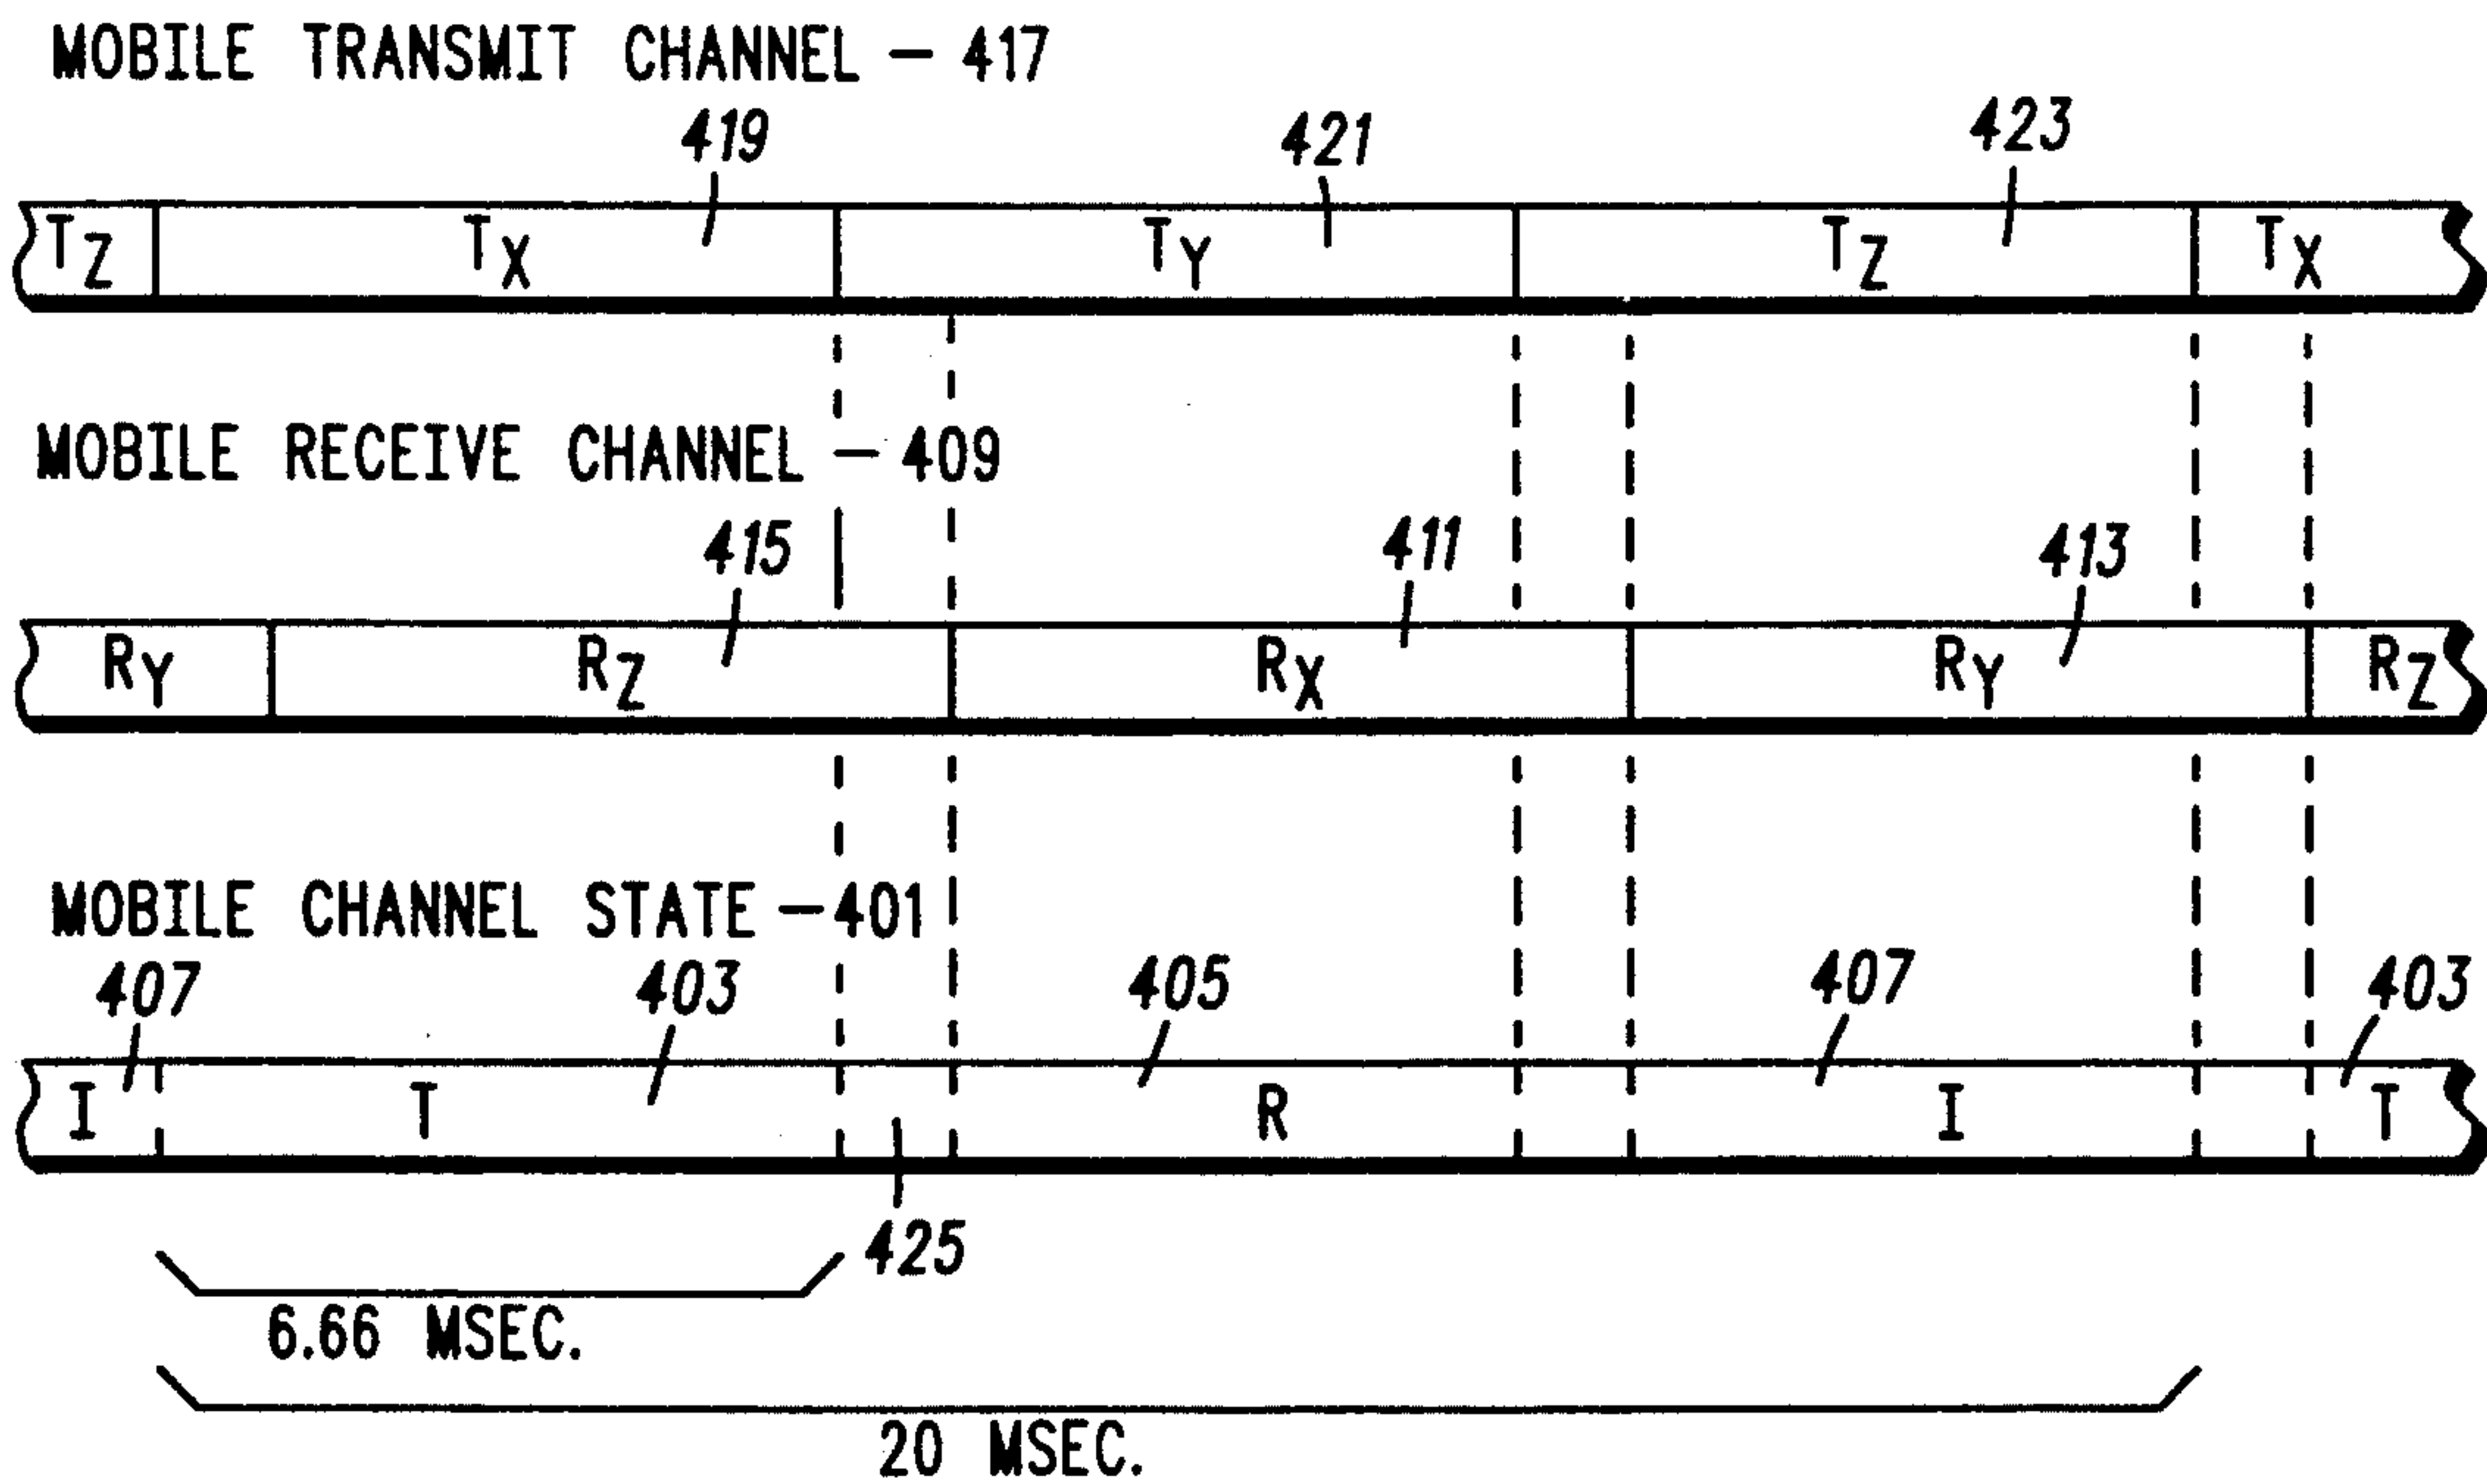 MOBILE TRANSMIT CHANNEL – 417
419 421 423
TZ TX TY TZ TX
MOBILE RECEIVE CHANNEL – 409
415 411 413
RY RZ RX RY RZ
MOBILE CHANNEL STATE – 401
407 403 405 407 403
I T R I T
425
6.66 MSEC.
20 MSEC.